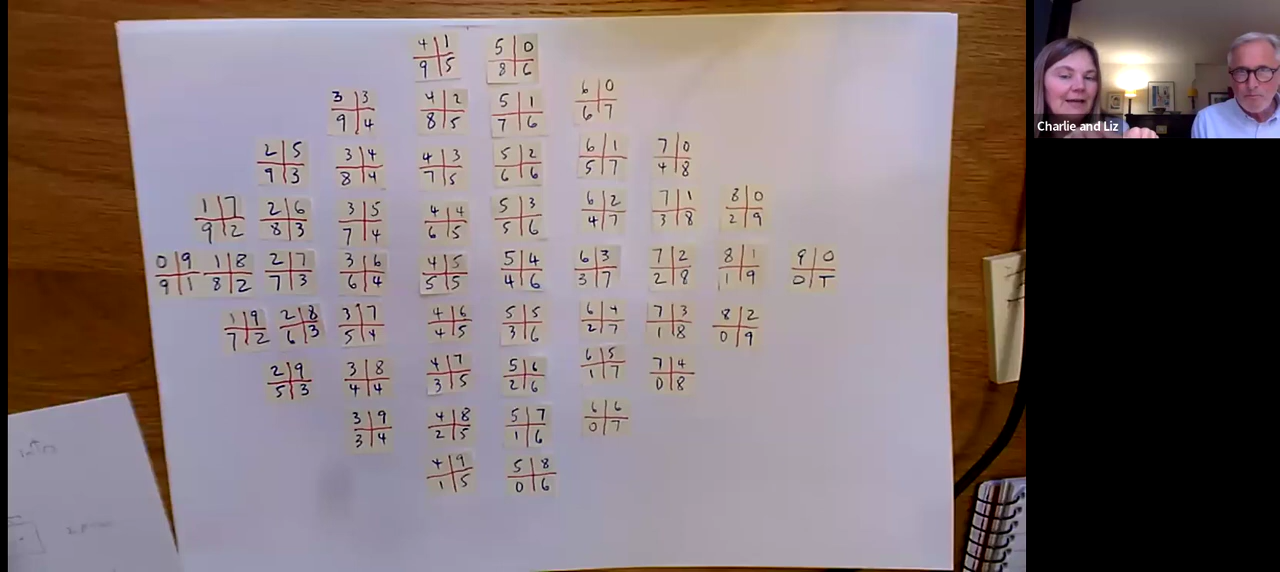 4 1 5 0
9 5 8 6
3 3 4 2 5 1 6 0
9 4 8 5 7 6 6 7
2 5 3 4 4 3 5 2 6 1 7 0
9 3 8 4 7 5 6 6 5 7 4 8
1 7 2 6 3 5 4 4 5 3 6 2 7 1 8 0
9 2 8 3 7 4 6 5 5 6 4 7 3 8 2 9
0 9 1 8 2 7 3 6 4 5 5 4 6 3 7 2 8 1 9 0
9 1 8 2 7 3 6 4 5 5 4 6 3 7 2 8 1 9 0 T
1 9 2 8 3 7 4 6 5 5 6 4 7 3 8 2
7 2 6 3 5 4 4 5 3 6 2 7 1 8 0 9
2 9 3 8 4 7 5 6 6 5 7 4
5 3 4 4 3 5 2 6 1 7 0 8
3 9 4 8 5 7 6 6
3 4 2 5 1 6 0 7
4 9 5 8
1 5 0 6
Charlie and Liz